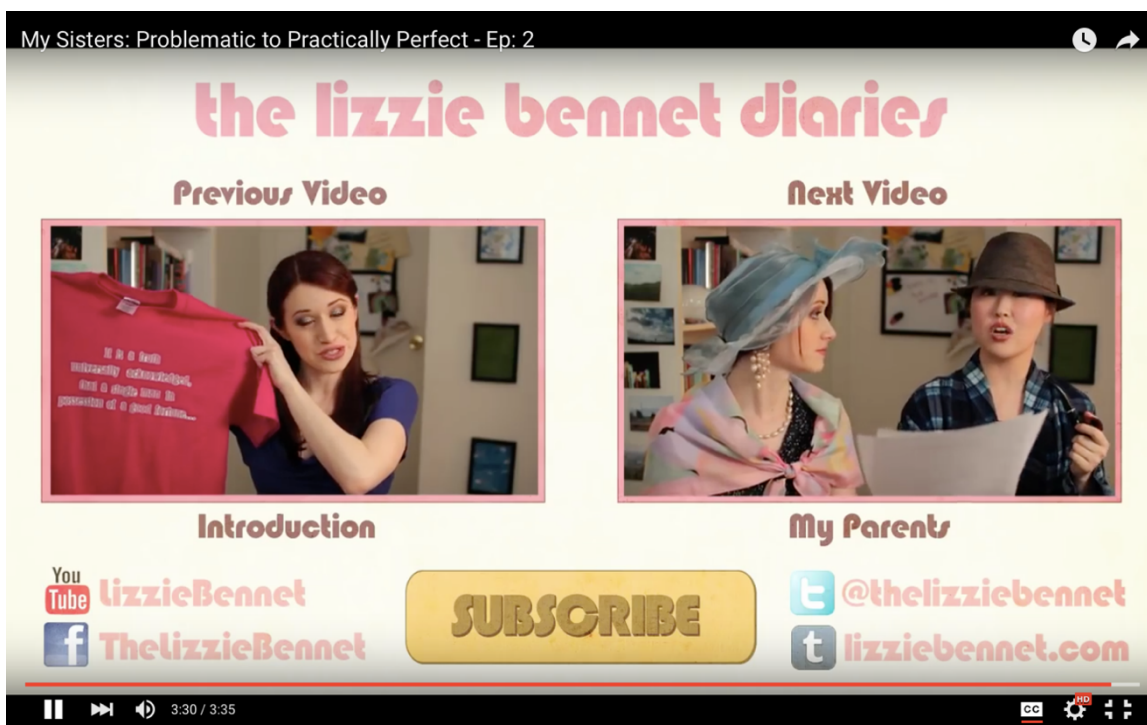 My Sisters: Problematic to Practically Perfect - Ep: 2
the lizzie bennet diaries
Previous Video
Next Video
it is a truth
universally acknowledged,
that a single man in
possession of a good fortune...
Introduction
My Parents
You
Tube
LizzieBennet
f
TheLizzieBennet
SUBSCRIBE
t
@thelizziebennet
t
lizziebennet.com
3:30 / 3:35
CC
HD